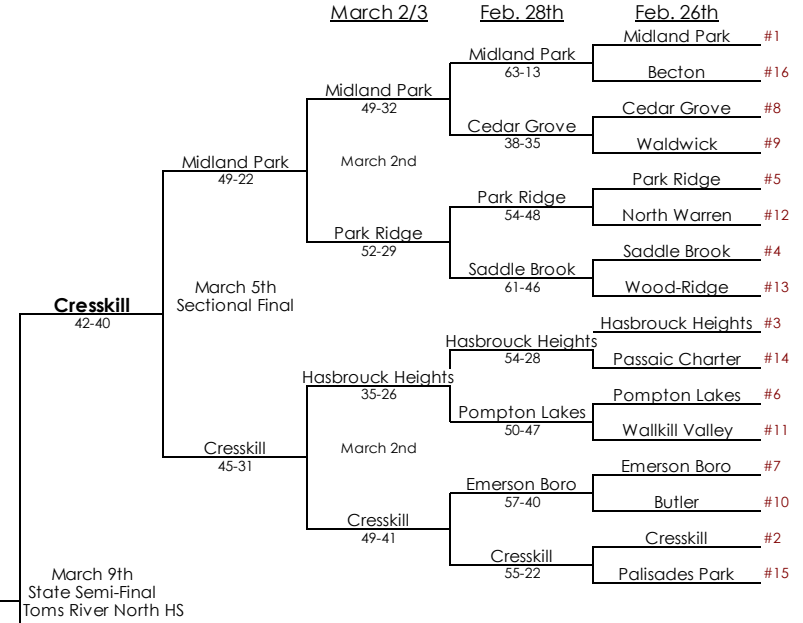 March 2/3 Feb. 28th Feb. 26th
Midland Park #1
Midland Park
63-13
Becton #16
Midland Park
49-32
Cedar Grove #8
Cedar Grove
38-35
Waldwick #9
March 2nd
Midland Park
49-22
Park Ridge #5
Park Ridge
54-48
North Warren #12
Park Ridge
52-29
Saddle Brook #4
Saddle Brook
61-46
Wood-Ridge #13
March 5th
Sectional Final
Cresskill
42-40
Hasbrouck Heights #3
Hasbrouck Heights
54-28
Passaic Charter #14
Hasbrouck Heights
35-26
Pompton Lakes #6
Pompton Lakes
50-47
Wallkill Valley #11
March 2nd
Cresskill
45-31
Emerson Boro #7
Emerson Boro
57-40
Butler #10
Cresskill
49-41
Cresskill #2
Cresskill
55-22
Palisades Park #15
March 9th
State Semi-Final
Toms River North HS